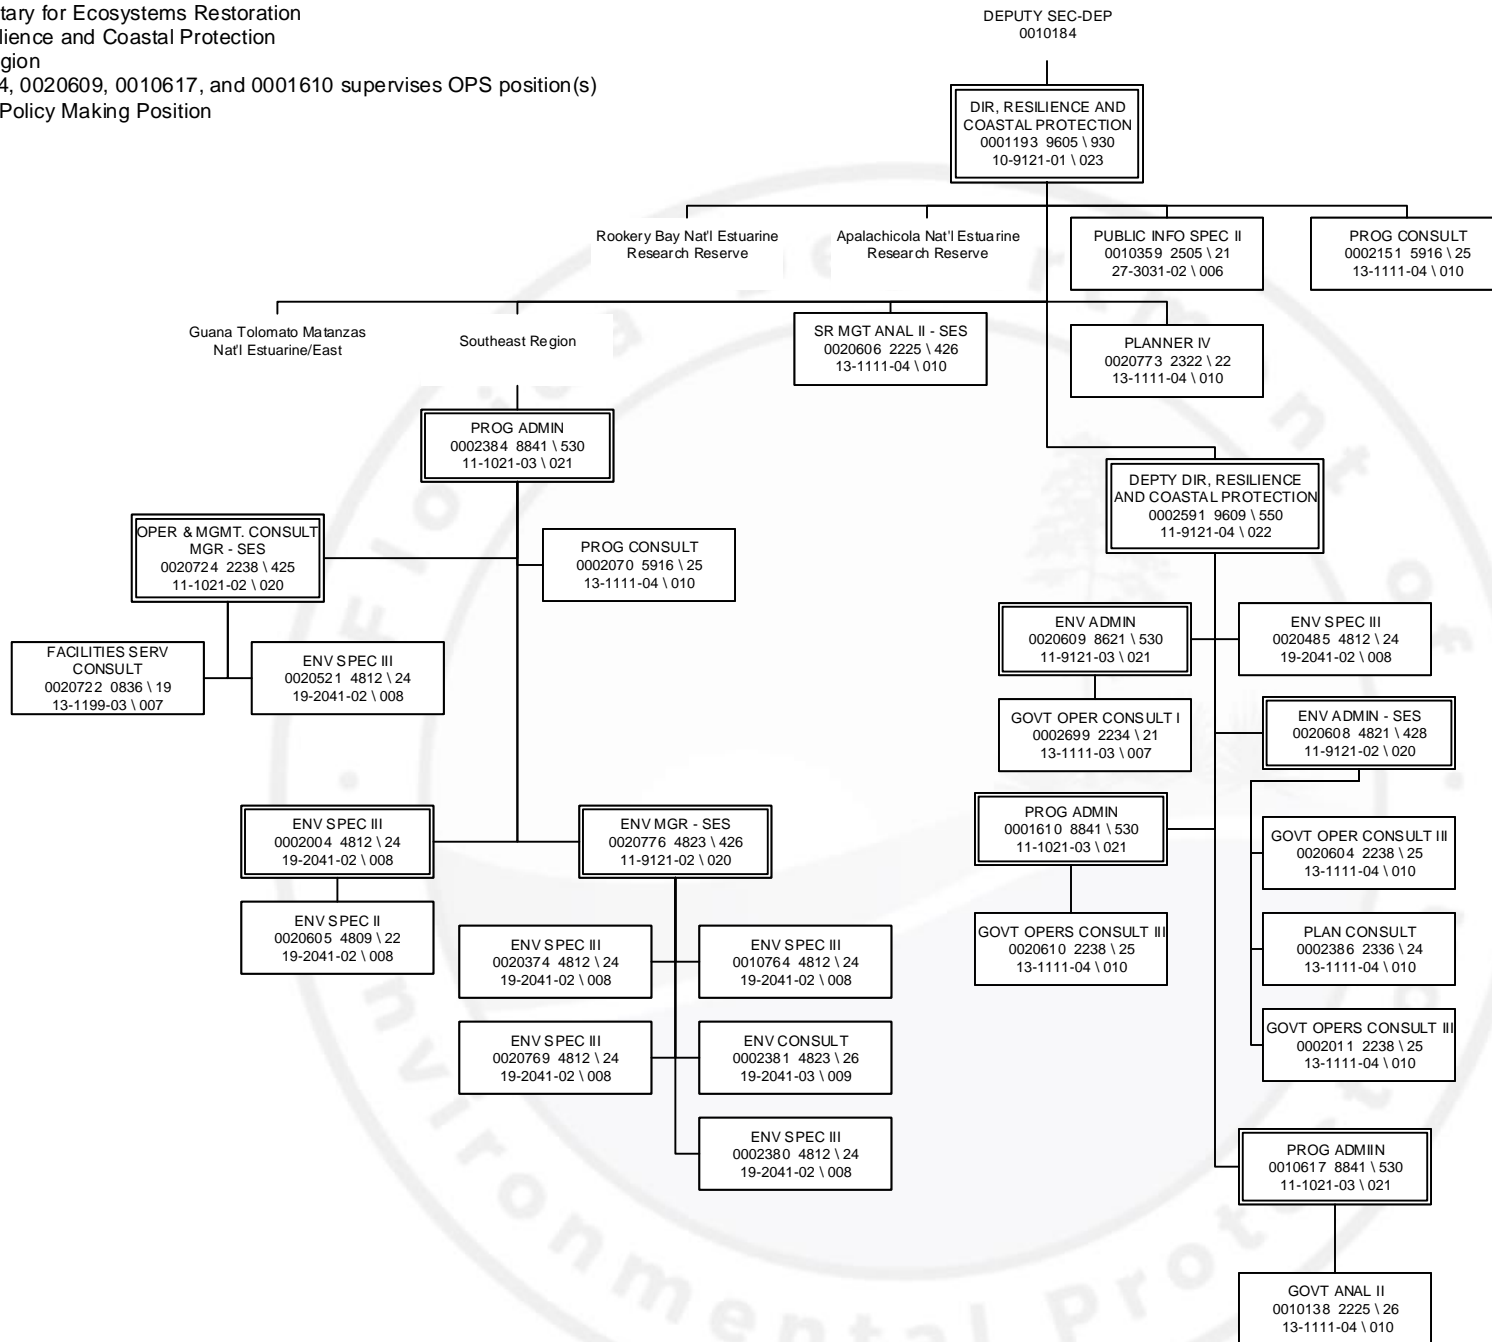 tary for Ecosystems Restoration
lience and Coastal Protection
gion
4, 0020609, 0010617, and 0001610 supervises OPS position(s)
Policy Making Position
DEPUTY SEC-DEP
0010184
DIR, RESILIENCE AND
COASTAL PROTECTION
0001193 9605 \ 930
10-9121-01 \ 023
Rookery Bay Nat'l Estuarine
Research Reserve
Apalachicola Nat'l Estuarine
Research Reserve
PUBLIC INFO SPEC II
0010359 2505 \ 21
27-3031-02 \ 006
PROG CONSULT
0002151 5916 \ 25
13-1111-04 \ 010
Guana Tolomato Matanzas
Nat'l Estuarine/East
Southeast Region
SR MGT ANAL II - SES
0020606 2225 \ 426
13-1111-04 \ 010
PLANNER IV
0020773 2322 \ 22
13-1111-04 \ 010
PROG ADMIN
0002384 8841 \ 530
11-1021-03 \ 021
DEPTY DIR, RESILIENCE
AND COASTAL PROTECTION
0002591 9609 \ 550
11-9121-04 \ 022
OPER & MGMT. CONSULT
MGR - SES
0020724 2238 \ 425
11-1021-02 \ 020
PROG CONSULT
0002070 5916 \ 25
13-1111-04 \ 010
FACILITIES SERV
CONSULT
0020722 0836 \ 19
13-1199-03 \ 007
ENV SPEC III
0020521 4812 \ 24
19-2041-02 \ 008
ENV ADMIN
0020609 8621 \ 530
11-9121-03 \ 021
ENV SPEC III
0020485 4812 \ 24
19-2041-02 \ 008
GOVT OPER CONSULT I
0002699 2234 \ 21
13-1111-03 \ 007
ENV ADMIN - SES
0020608 4821 \ 428
11-9121-02 \ 020
ENV SPEC III
0002004 4812 \ 24
19-2041-02 \ 008
ENV MGR - SES
0020776 4823 \ 426
11-9121-02 \ 020
PROG ADMIN
0001610 8841 \ 530
11-1021-03 \ 021
GOVT OPER CONSULT III
0020604 2238 \ 25
13-1111-04 \ 010
ENV SPEC II
0020605 4809 \ 22
19-2041-02 \ 008
ENV SPEC III
0020374 4812 \ 24
19-2041-02 \ 008
ENV SPEC III
0010764 4812 \ 24
19-2041-02 \ 008
GOVT OPERS CONSULT III
0020610 2238 \ 25
13-1111-04 \ 010
PLAN CONSULT
0002386 2336 \ 24
13-1111-04 \ 010
ENV SPEC III
0020769 4812 \ 24
19-2041-02 \ 008
ENV CONSULT
0002381 4823 \ 26
19-2041-03 \ 009
GOVT OPERS CONSULT III
0002011 2238 \ 25
13-1111-04 \ 010
ENV SPEC III
0002380 4812 \ 24
19-2041-02 \ 008
PROG ADMIIN
0010617 8841 \ 530
11-1021-03 \ 021
GOVT ANAL II
0010138 2225 \ 26
13-1111-04 \ 010